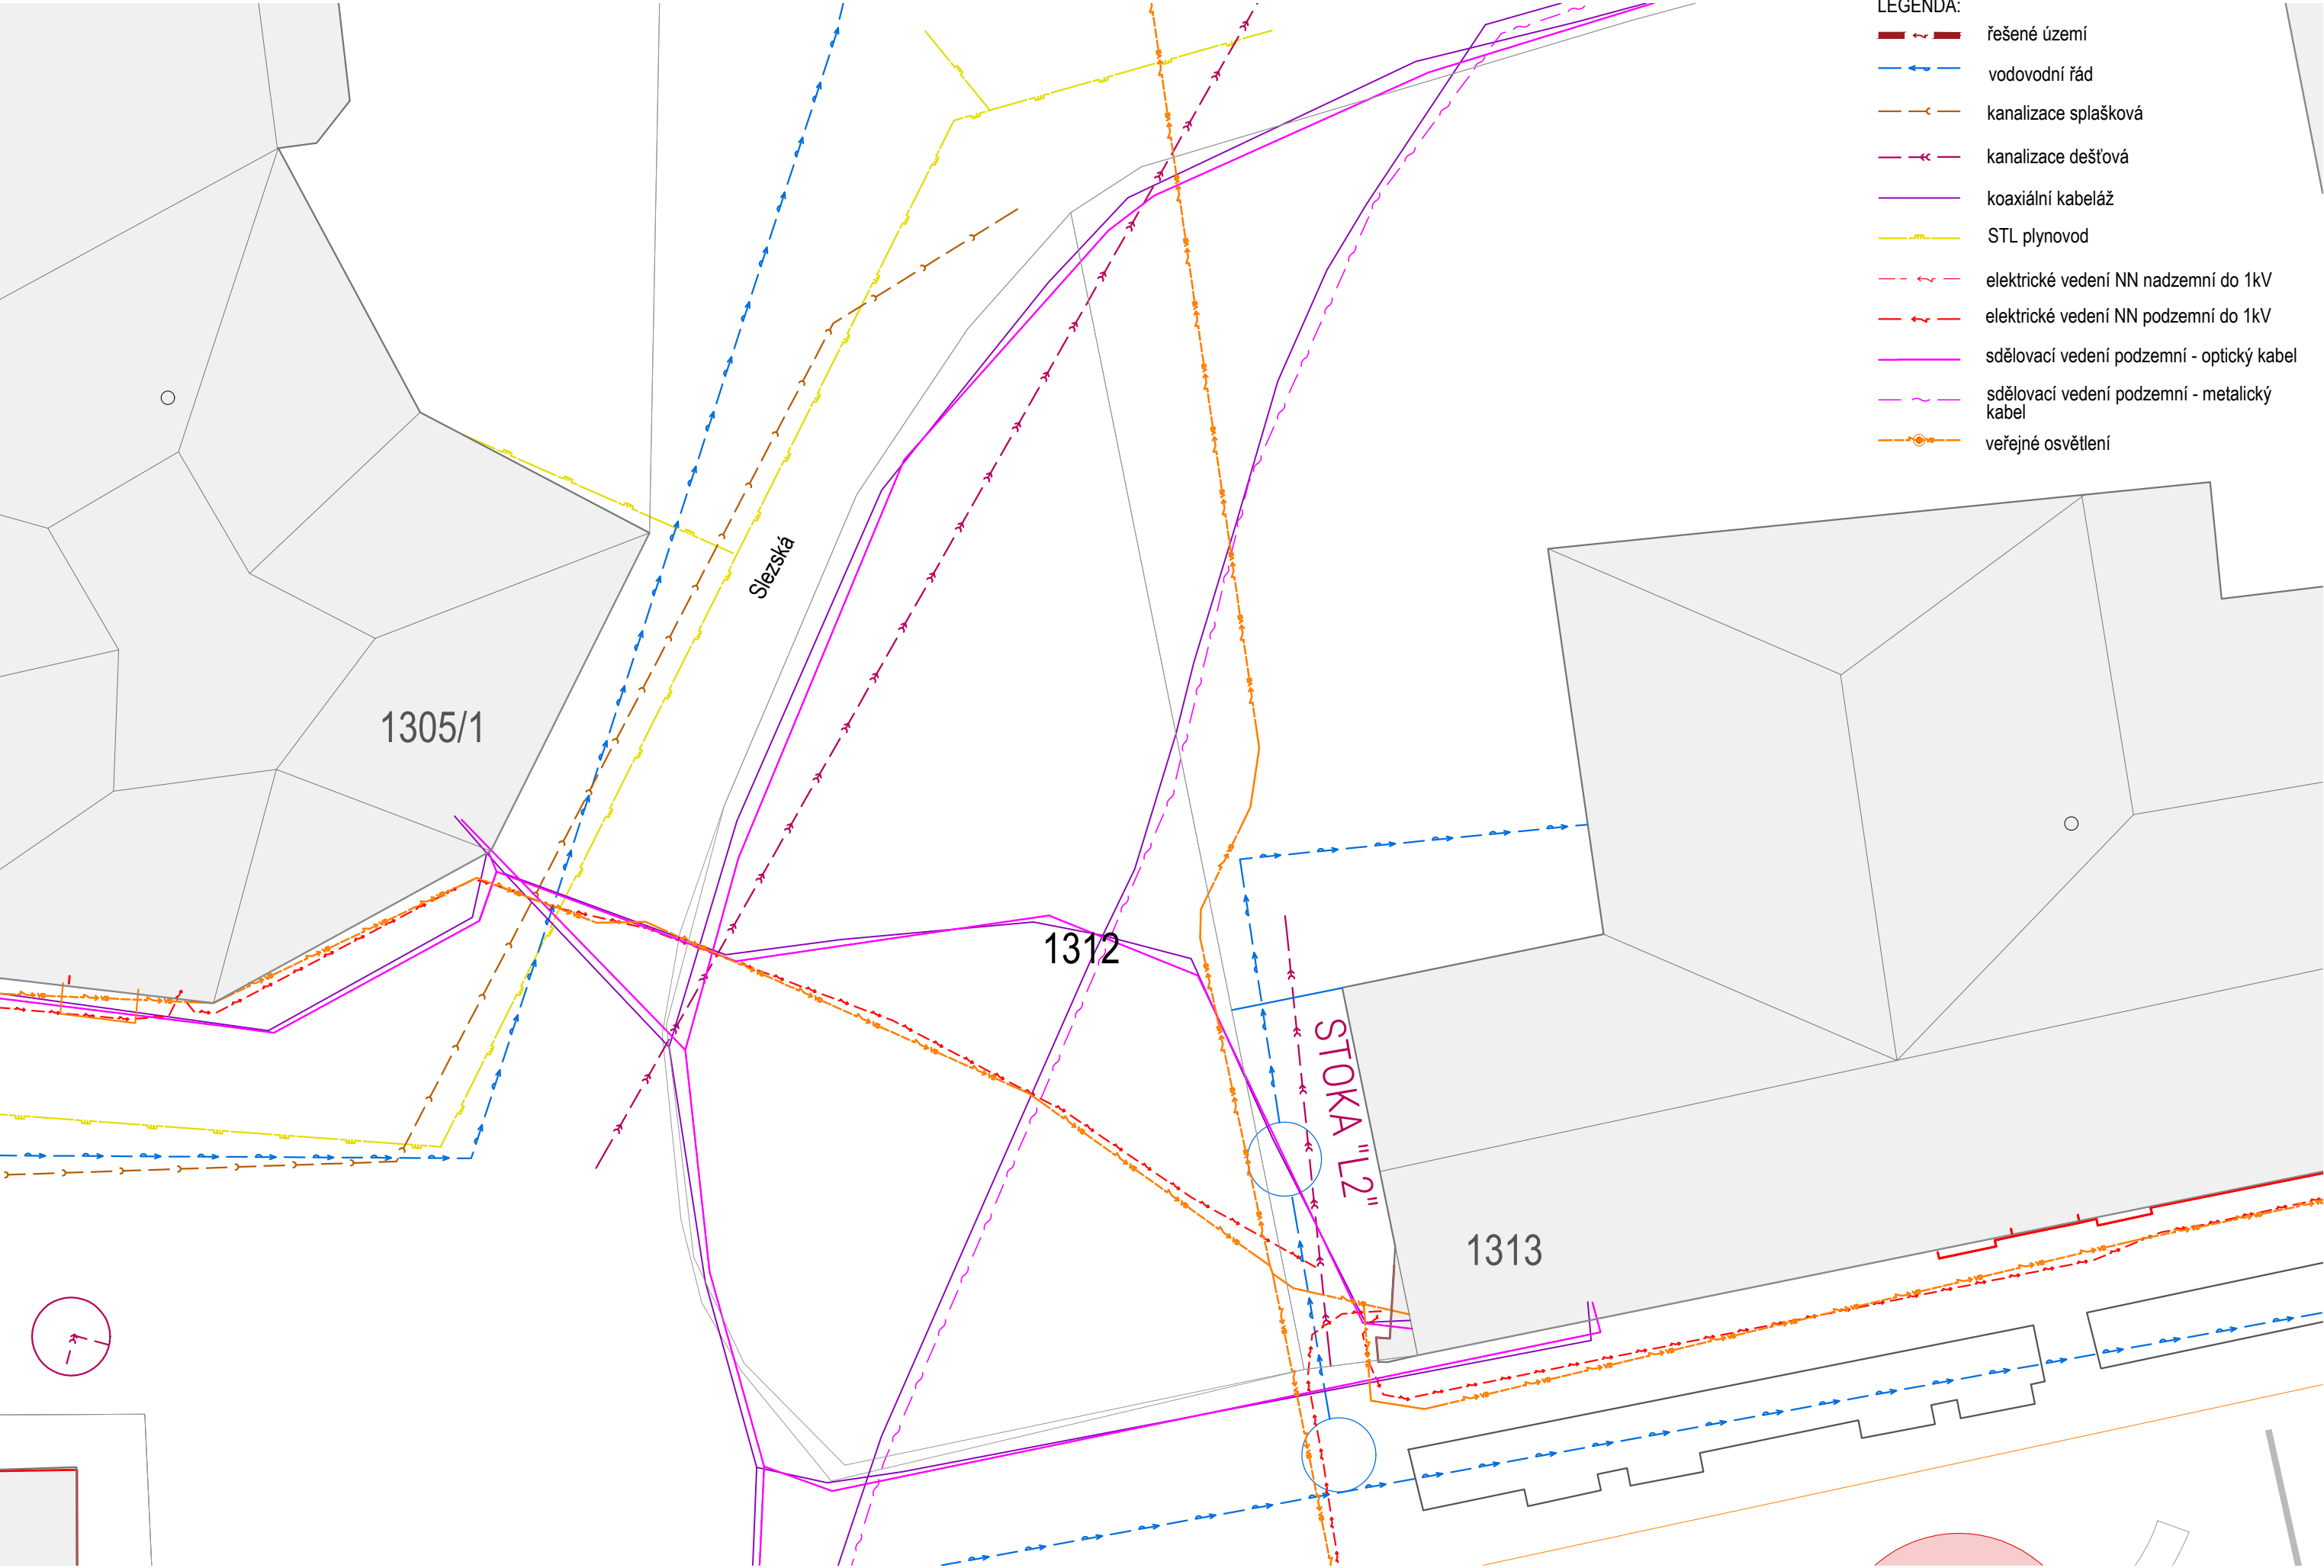 LEGENDA:
řešené území
vodovodní řád
kanalizace splašková
kanalizace dešťová
koaxiální kabeláž
STL plynovod
elektrické vedení NN nadzemní do 1kV
elektrické vedení NN podzemní do 1kV
sdělovací vedení podzemní - optický kabel
sdělovací vedení podzemní - metalický
kabel
veřejné osvětlení
Slezská
1305/1
1312
STOKA "L2"
1313